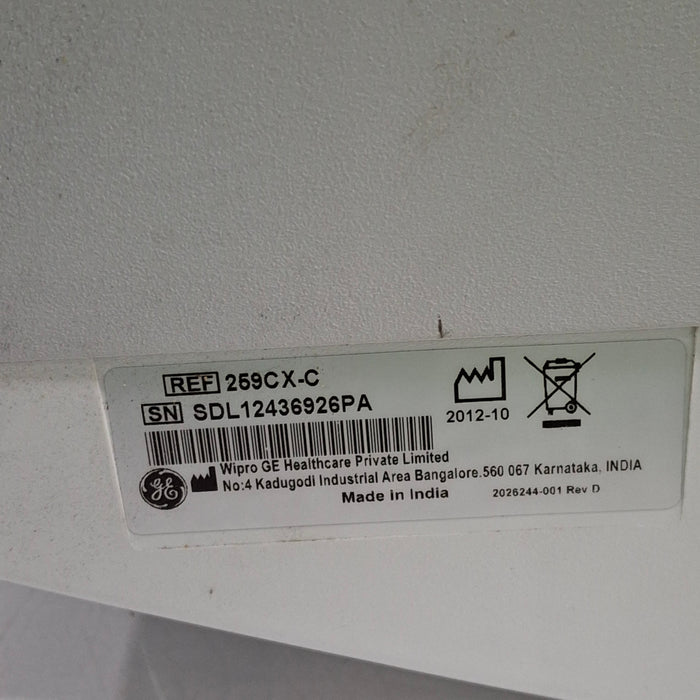 REF 259CX-C
SN SDL12436926PA
2012-10
GE
Wipro GE Healthcare Private Limited
No:4 Kadugodi Industrial Area Bangalore.560 067 Karnataka, INDIA
Made in India
2026244-001 Rev D